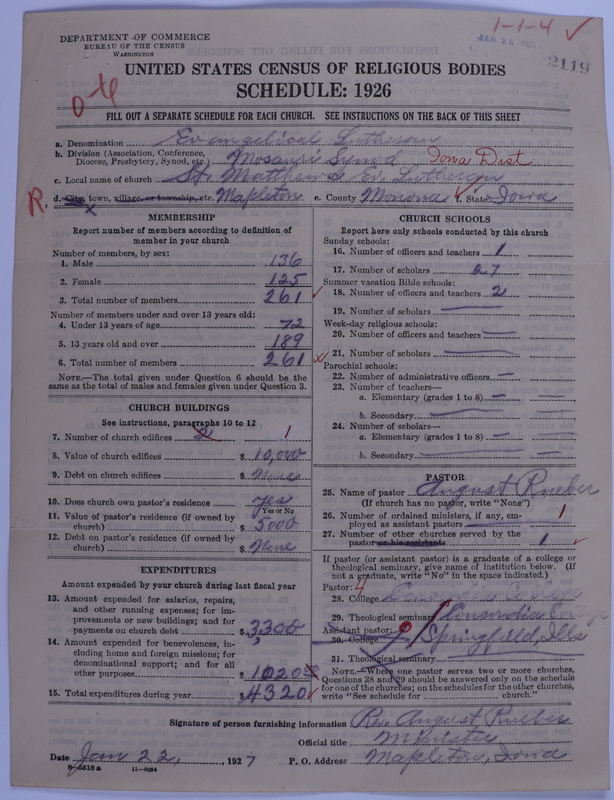 1-1-4 ✓
DEPARTMENT OF COMMERCE
BUREAU OF THE CENSUS
WASHINGTON
JAN 26
2119
UNITED STATES CENSUS OF RELIGIOUS BODIES
SCHEDULE: 1926
FILL OUT A SEPARATE SCHEDULE FOR EACH CHURCH. SEE INSTRUCTIONS ON THE BACK OF THIS SHEET
a. Denomination Evangelical Lutheran
b. Division (Association, Conference, Diocese, Presbytery, Synod, etc.) Missouri Synod Iowa Dist.
c. Local name of church St. Matthews Ev. Lutheran
R. d. City, town, village, or township, etc. Mapleton e. County Monona f. State Iowa
MEMBERSHIP
Report number of members according to definition of
member in your church
Number of members, by sex:
1. Male 136
2. Female 125
3. Total number of members 261
Number of members under and over 13 years old:
4. Under 13 years of age 72
5. 13 years old and over 189
6. Total number of members 261
NOTE.—The total given under Question 6 should be the
same as the total of males and females given under Question 3.
CHURCH BUILDINGS
See instructions, paragraphs 10 to 12
7. Number of church edifices 2 1
8. Value of church edifices $ 10,000
9. Debt on church edifices $ None
10. Does church own pastor's residence? yes
Yes or No
11. Value of pastor's residence (if owned by
church) $ 5000
12. Debt on pastor's residence (if owned by
church) $ None
EXPENDITURES
Amount expended by your church during last fiscal year
13. Amount expended for salaries, repairs,
and other running expenses; for im-
provements or new buildings; and for
payments on church debt $ 3300
14. Amount expended for benevolences, in-
cluding home and foreign missions; for
denominational support; and for all
other purposes $ 1020
15. Total expenditures during year $ 4320
CHURCH SCHOOLS
Report here only schools conducted by this church
Sunday schools:
16. Number of officers and teachers 1
17. Number of scholars 27
Summer vacation Bible schools:
18. Number of officers and teachers 2
19. Number of scholars
Week-day religious schools:
20. Number of officers and teachers
21. Number of scholars
Parochial schools:
22. Number of administrative officers
23. Number of teachers—
a. Elementary (grades 1 to 8)
b. Secondary
24. Number of scholars—
a. Elementary (grades 1 to 8)
b. Secondary
PASTOR
25. Name of pastor August Rueber
(If church has no pastor, write "None")
26. Number of ordained ministers, if any, em-
ployed as assistant pastors 1
27. Number of other churches served by the
pastor or his assistants 1
If pastor (or assistant pastor) is a graduate of a college or
theological seminary, give name of institution below. (If
not a graduate, write "No" in the space indicated.)
Pastor:
28. College
29. Theological seminary Concordia
Assistant pastor:
30. College Springfield, Ills
31. Theological seminary
NOTE.—Where one pastor serves two or more churches,
Questions 28 and 29 should be answered only on the schedule
for one of the churches; on the schedules for the other churches,
write "See schedule for church."
Signature of person furnishing information Rev. August Rueber
Official title Minister
Date Jan 22, 1927 P. O. Address Mapleton, Iowa
8-5518a 11-9084